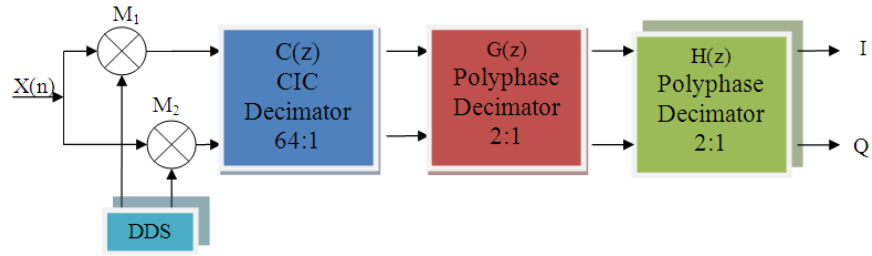 M1
X(n)
M2
DDS
C(z)
CIC
Decimator
64:1
G(z)
Polyphase
Decimator
2:1
H(z)
Polyphase
Decimator
2:1
I
Q